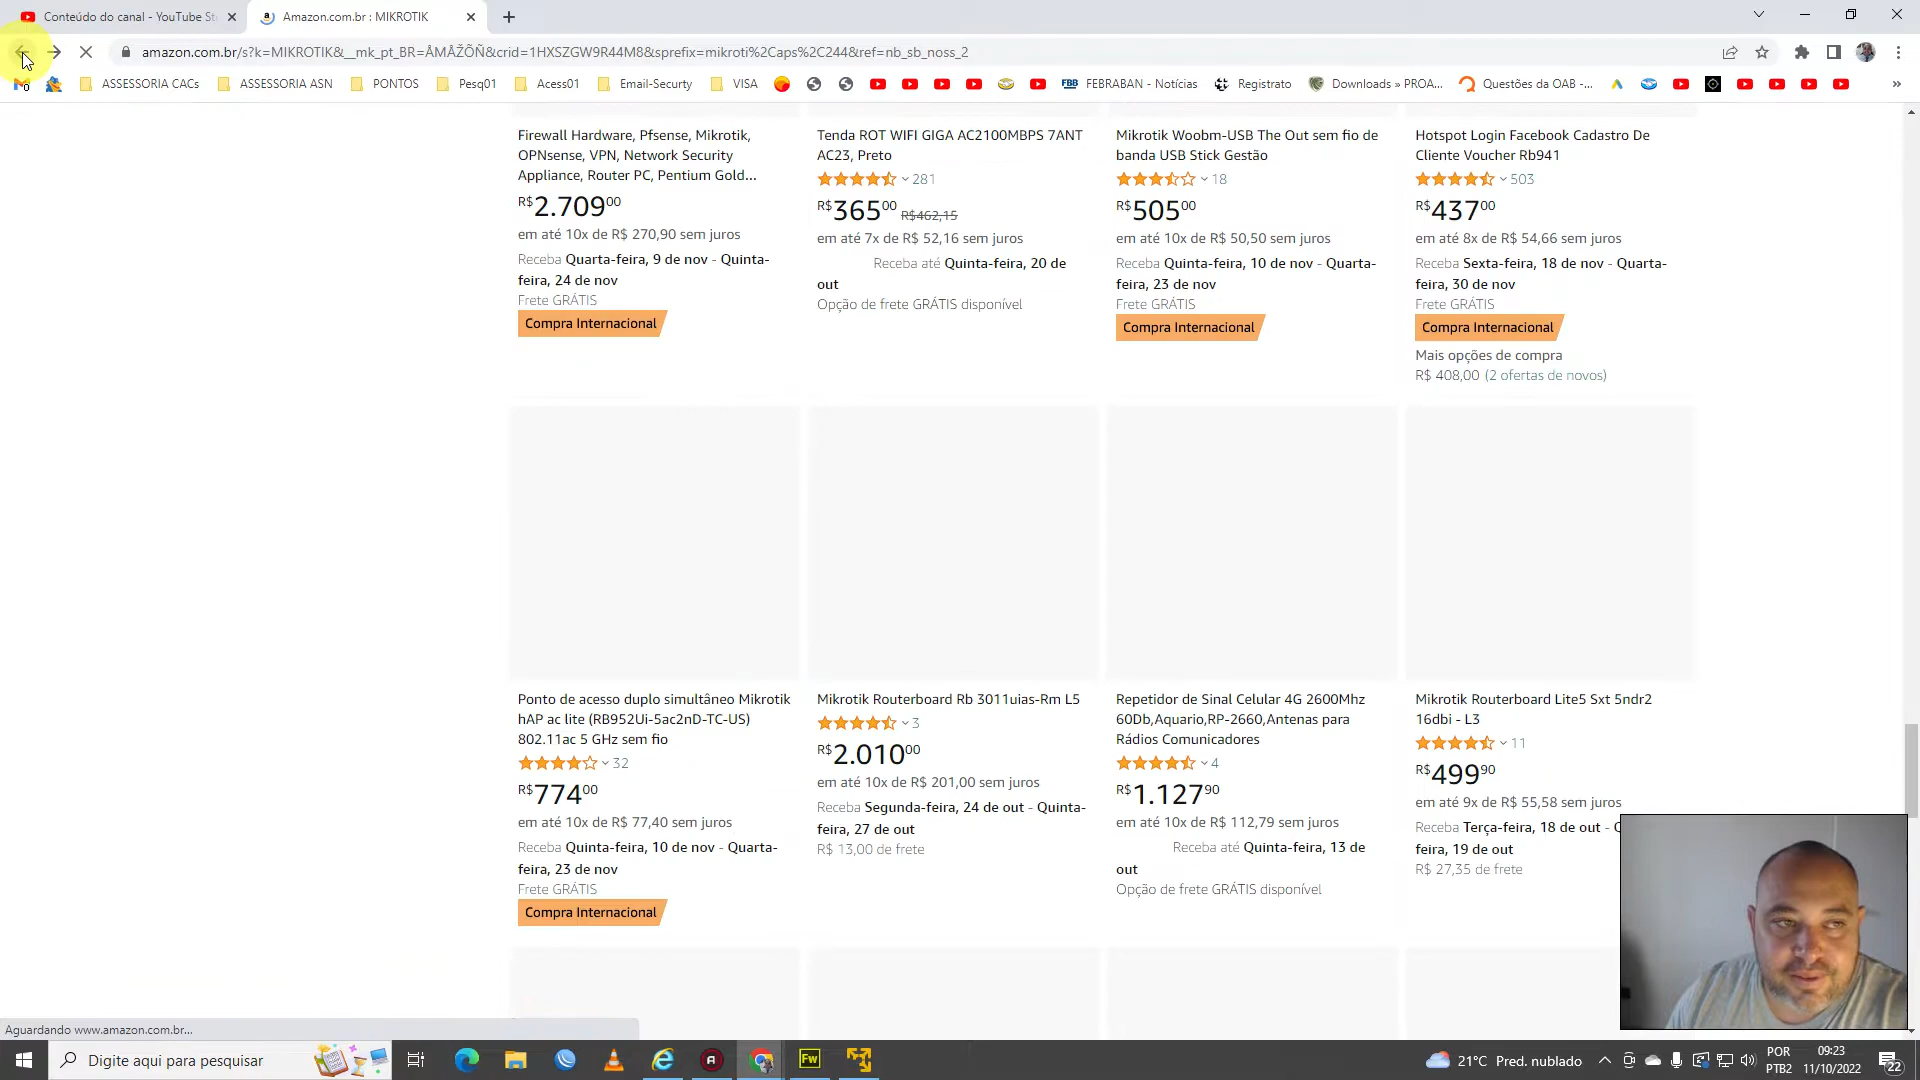 Conteúdo do canal - YouTube St
Amazon.com.br : MIKROTIK
amazon.com.br/s?k=MIKROTIK&__mk_pt_BR=ÅMÅŽÕÑ&crid=1HXSZGW9R44M8&sprefix=mikroti%2Caps%2C244&ref=nb_sb_noss_2
ASSESSORIA CACs
ASSESSORIA ASN
PONTOS
Pesq01
Acess01
Email-Securty
VISA
FBB
FEBRABAN - Notícias
Registrato
Downloads » PROA...
Questões da OAB -...
»
Firewall Hardware, Pfsense, Mikrotik,
OPNsense, VPN, Network Security
Appliance, Router PC, Pentium Gold...
R$2.70900
em até 10x de R$ 270,90 sem juros
Receba Quarta-feira, 9 de nov - Quinta-
feira, 24 de nov
Frete GRÁTIS
Compra Internacional
Tenda ROT WIFI GIGA AC2100MBPS 7ANT
AC23, Preto
281
R$36500 R$462,15
em até 7x de R$ 52,16 sem juros
Receba até Quinta-feira, 20 de
out
Opção de frete GRÁTIS disponível
Mikrotik Woobm-USB The Out sem fio de
banda USB Stick Gestão
18
R$50500
em até 10x de R$ 50,50 sem juros
Receba Quinta-feira, 10 de nov - Quarta-
feira, 23 de nov
Frete GRÁTIS
Compra Internacional
Hotspot Login Facebook Cadastro De
Cliente Voucher Rb941
503
R$43700
em até 8x de R$ 54,66 sem juros
Receba Sexta-feira, 18 de nov - Quarta-
feira, 30 de nov
Frete GRÁTIS
Compra Internacional
Mais opções de compra
R$ 408,00 (2 ofertas de novos)
Ponto de acesso duplo simultâneo Mikrotik
hAP ac lite (RB952Ui-5ac2nD-TC-US)
802.11ac 5 GHz sem fio
32
R$77400
em até 10x de R$ 77,40 sem juros
Receba Quinta-feira, 10 de nov - Quarta-
feira, 23 de nov
Frete GRÁTIS
Compra Internacional
Mikrotik Routerboard Rb 3011uias-Rm L5
3
R$2.01000
em até 10x de R$ 201,00 sem juros
Receba Segunda-feira, 24 de out - Quinta-
feira, 27 de out
R$ 13,00 de frete
Repetidor de Sinal Celular 4G 2600Mhz
60Db,Aquario,RP-2660,Antenas para
Rádios Comunicadores
4
R$1.12790
em até 10x de R$ 112,79 sem juros
Receba até Quinta-feira, 13 de
out
Opção de frete GRÁTIS disponível
Mikrotik Routerboard Lite5 Sxt 5ndr2
16dbi - L3
11
R$49990
em até 9x de R$ 55,58 sem juros
Receba Terça-feira, 18 de out -
feira, 19 de out
R$ 27,35 de frete
Aguardando www.amazon.com.br...
Digite aqui para pesquisar
Fw
21°C Pred. nublado
POR
PTB2
09:23
11/10/2022
22